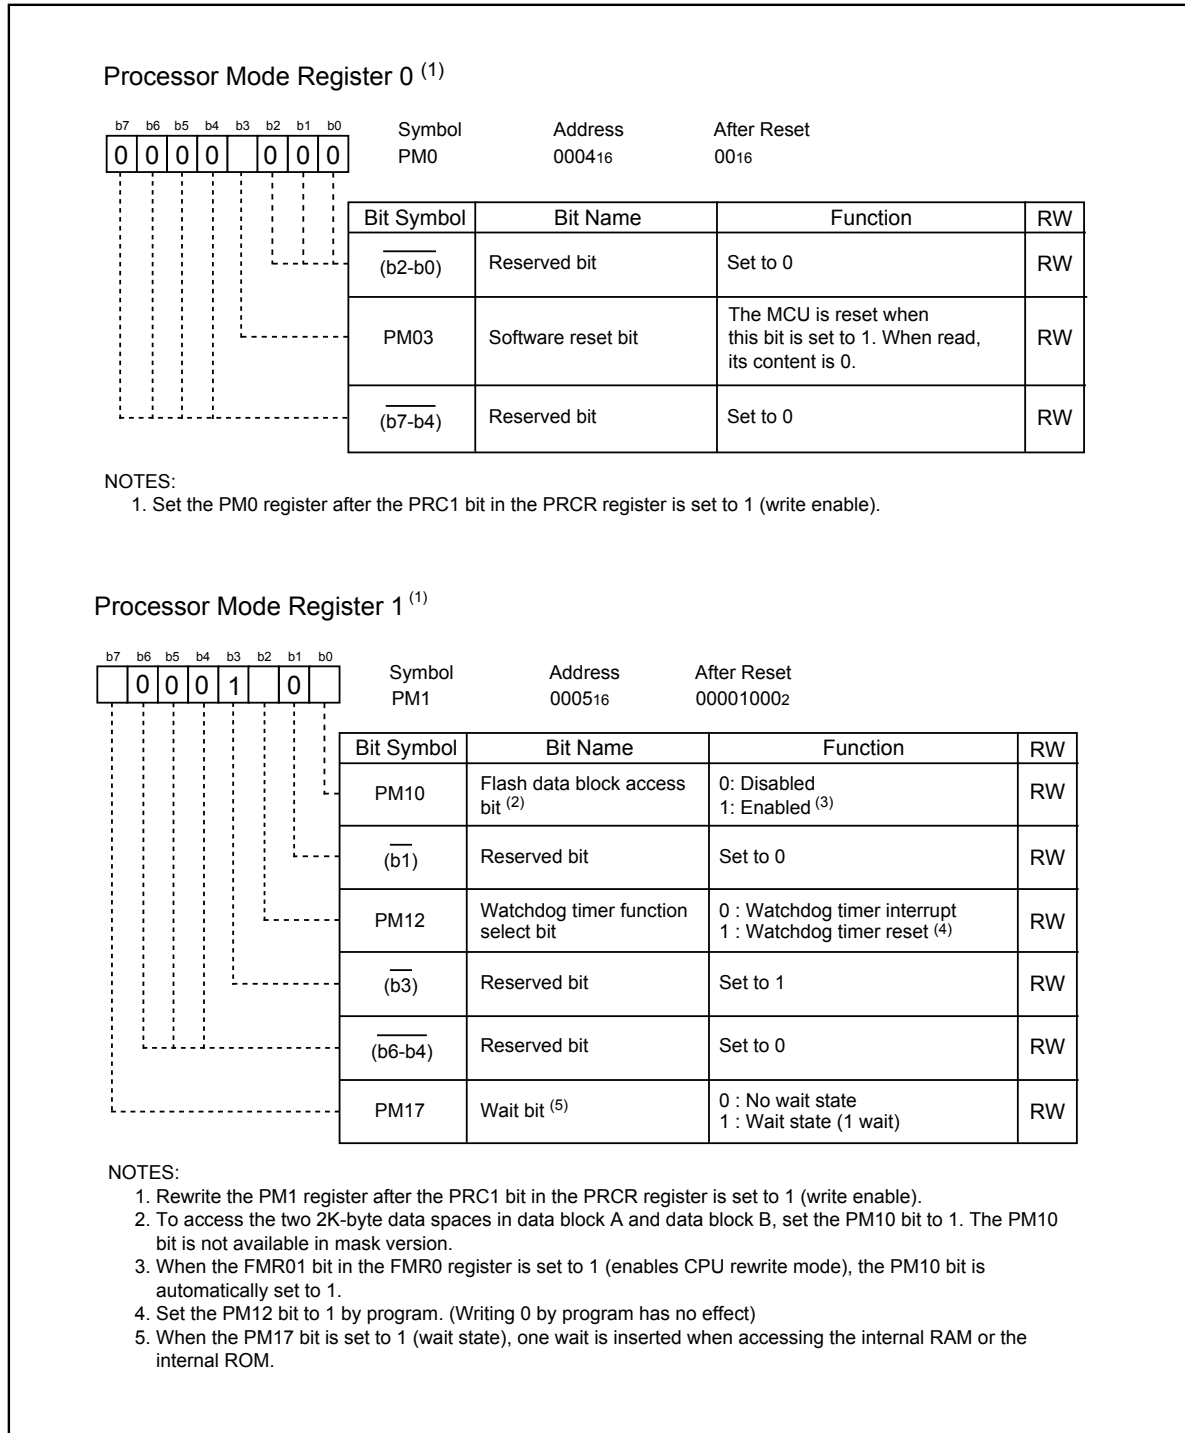 Processor Mode Register 0 (1)
b7 b6 b5 b4 b3 b2 b1 b0
0 0 0 0 0 0 0
Symbol Address After Reset
PM0 000416 0016
Bit Symbol Bit Name Function RW
(b2-b0) Reserved bit Set to 0 RW
PM03 Software reset bit The MCU is reset when
this bit is set to 1. When read,
its content is 0. RW
(b7-b4) Reserved bit Set to 0 RW
NOTES:
1. Set the PM0 register after the PRC1 bit in the PRCR register is set to 1 (write enable).
Processor Mode Register 1 (1)
b7 b6 b5 b4 b3 b2 b1 b0
0 0 0 1 0
Symbol Address After Reset
PM1 000516 000010002
Bit Symbol Bit Name Function RW
PM10 Flash data block access
bit (2) 0: Disabled
1: Enabled (3) RW
(b1) Reserved bit Set to 0 RW
PM12 Watchdog timer function
select bit 0 : Watchdog timer interrupt
1 : Watchdog timer reset (4) RW
(b3) Reserved bit Set to 1 RW
(b6-b4) Reserved bit Set to 0 RW
PM17 Wait bit (5) 0 : No wait state
1 : Wait state (1 wait) RW
NOTES:
1. Rewrite the PM1 register after the PRC1 bit in the PRCR register is set to 1 (write enable).
2. To access the two 2K-byte data spaces in data block A and data block B, set the PM10 bit to 1. The PM10
bit is not available in mask version.
3. When the FMR01 bit in the FMR0 register is set to 1 (enables CPU rewrite mode), the PM10 bit is
automatically set to 1.
4. Set the PM12 bit to 1 by program. (Writing 0 by program has no effect)
5. When the PM17 bit is set to 1 (wait state), one wait is inserted when accessing the internal RAM or the
internal ROM.